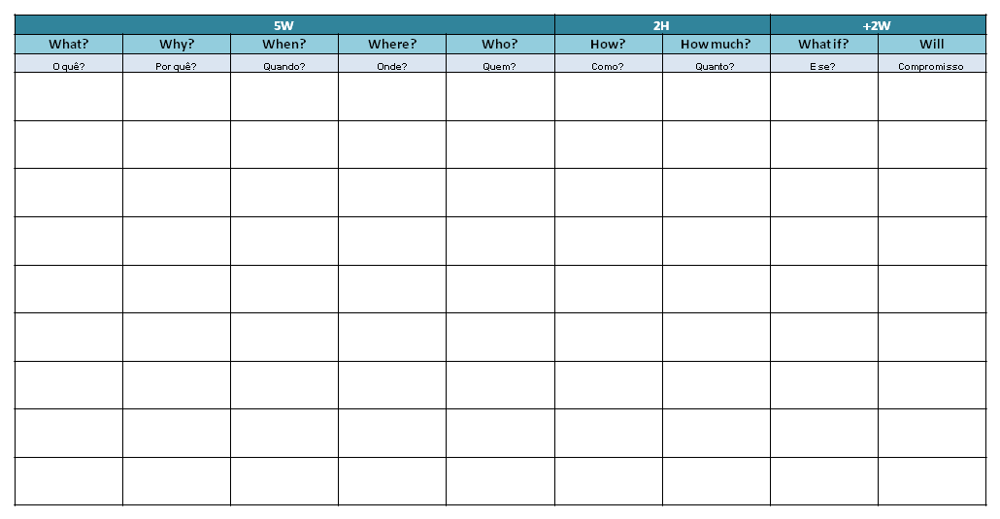 5W 2H +2W
What? Why? When? Where? Who? How? How much? What if? Will
O quê? Por quê? Quando? Onde? Quem? Como? Quanto? E se? Compromisso